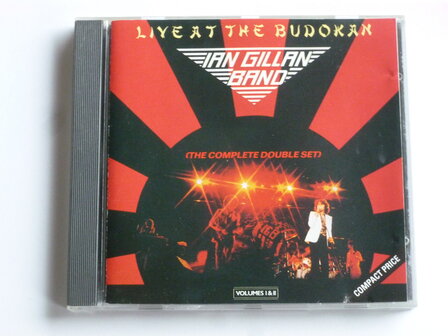 LIVE AT THE BUDOKAN
IAN GILLAN
BAND
(THE COMPLETE DOUBLE SET)
VOLUMES I & II
COMPACT PRICE